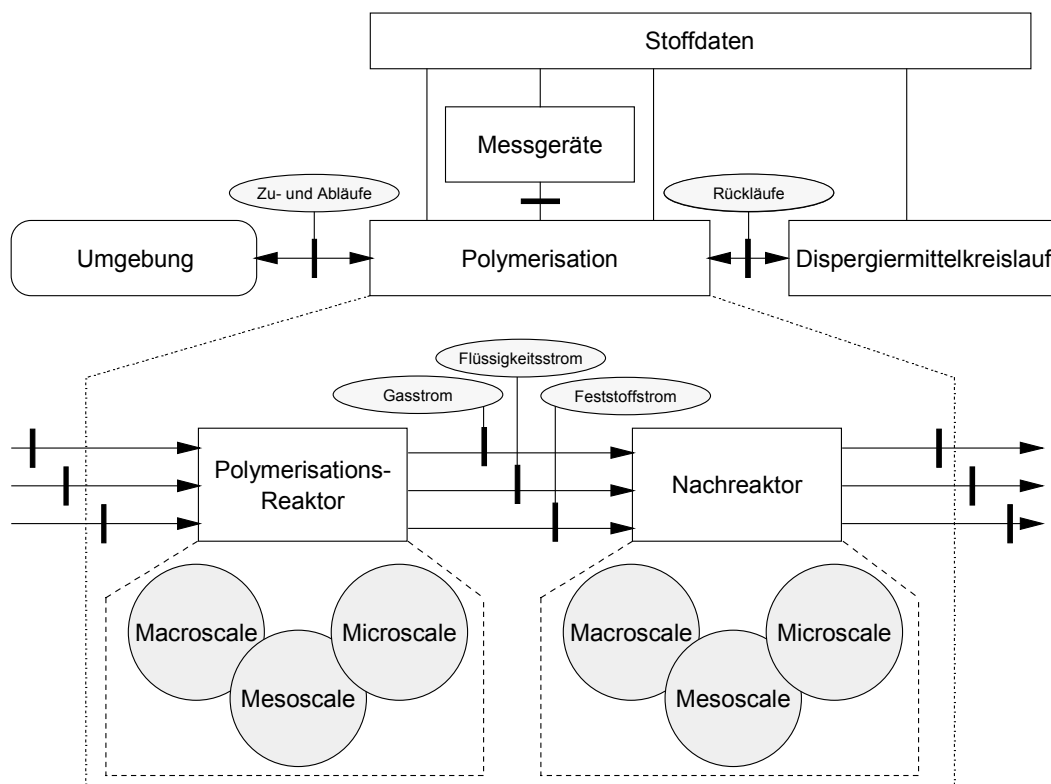 Stoffdaten
Messgeräte
Zu- und Abläufe
Rückläufe
Umgebung
Polymerisation
Dispergiermittelkreislauf
Flüssigkeitsstrom
Gasstrom
Feststoffstrom
Polymerisations-
Reaktor
Nachreaktor
Macroscale
Microscale
Mesoscale
Macroscale
Microscale
Mesoscale